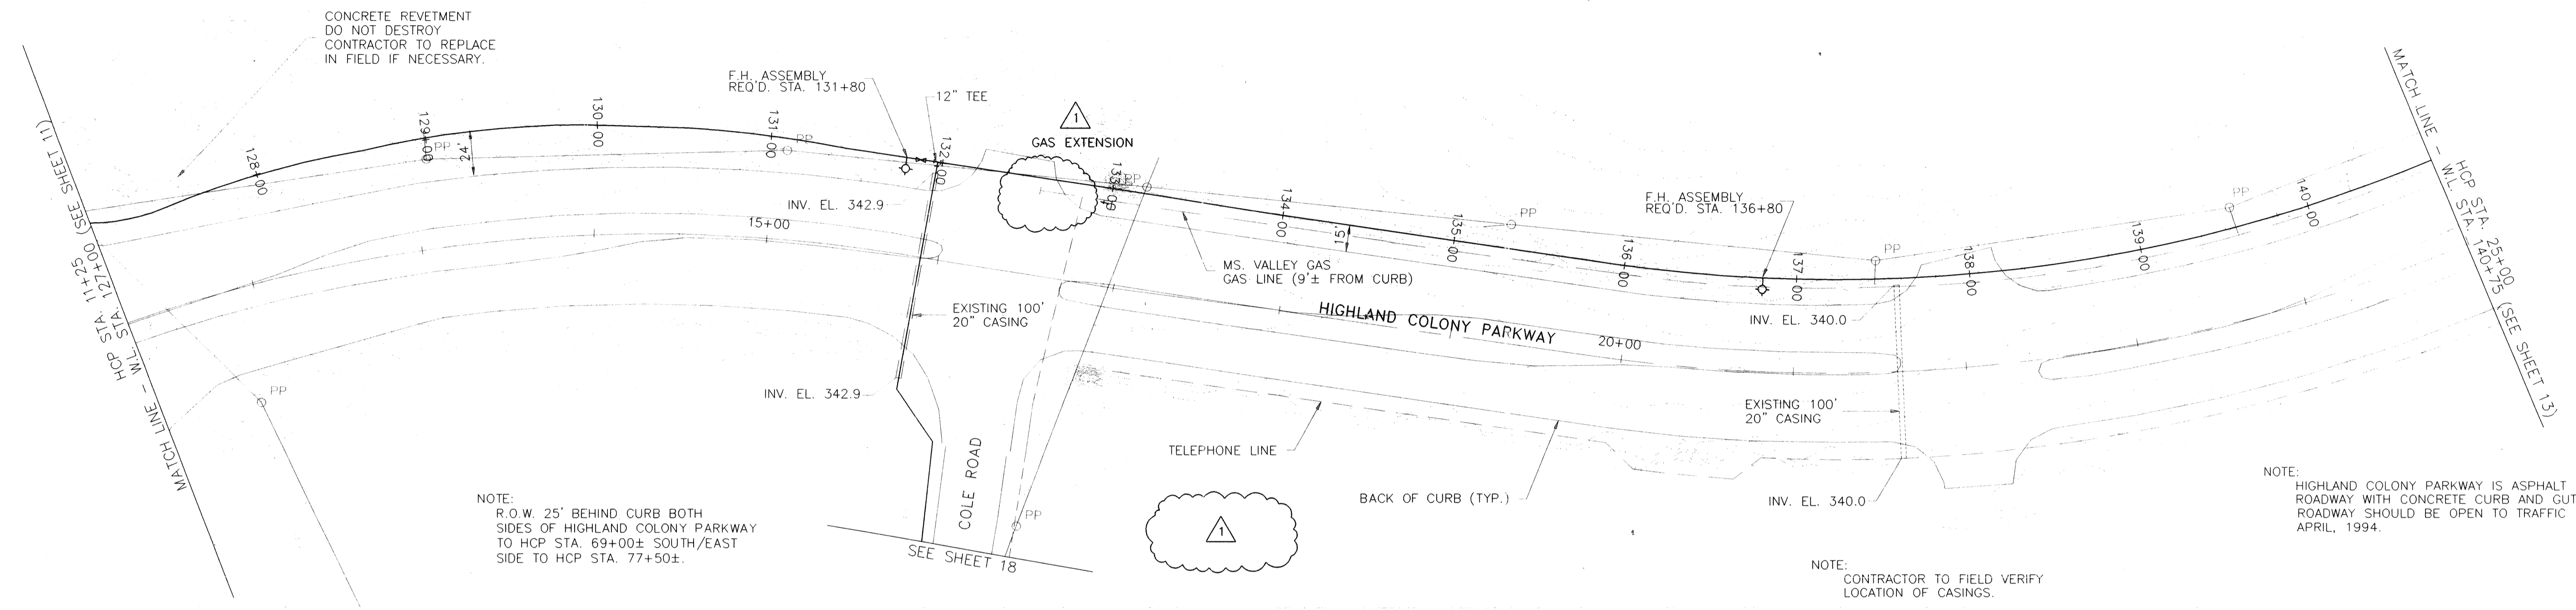 CONCRETE REVETMENT
DO NOT DESTROY
CONTRACTOR TO REPLACE
IN FIELD IF NECESSARY.
F.H. ASSEMBLY
REQ'D. STA. 131+80
12" TEE
1
GAS EXTENSION
MATCH LINE - W.L. STA. 127+00 (SEE SHEET 11)
HCP STA. 11+25
128+00
129+00
PP
24'
130+00
131+00
PP
132+00
133+00
PP
134+00
15'
135+00
PP
136+00
137+00
PP
138+00
139+00
PP
140+00
INV. EL. 342.9
15+00
MS. VALLEY GAS
GAS LINE (9'± FROM CURB)
F.H. ASSEMBLY
REQ'D. STA. 136+80
INV. EL. 340.0
HCP STA. 25+00
MATCH LINE - W.L. STA. 140+75 (SEE SHEET 13)
EXISTING 100'
20" CASING
HIGHLAND COLONY PARKWAY
20+00
PP
INV. EL. 342.9
EXISTING 100'
20" CASING
TELEPHONE LINE
BACK OF CURB (TYP.)
INV. EL. 340.0
COLE ROAD
PP
SEE SHEET 18
1
NOTE:
R.O.W. 25' BEHIND CURB BOTH
SIDES OF HIGHLAND COLONY PARKWAY
TO HCP STA. 69+00± SOUTH/EAST
SIDE TO HCP STA. 77+50±.
NOTE:
CONTRACTOR TO FIELD VERIFY
LOCATION OF CASINGS.
NOTE:
HIGHLAND COLONY PARKWAY IS ASPHALT
ROADWAY WITH CONCRETE CURB AND GUT
ROADWAY SHOULD BE OPEN TO TRAFFIC
APRIL, 1994.